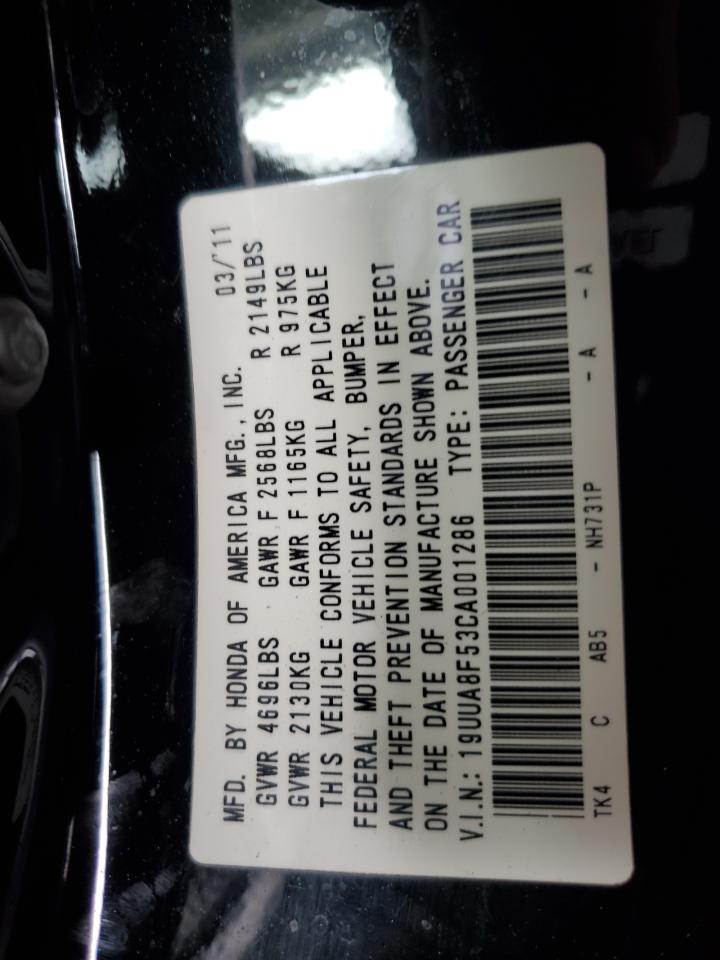 MFD. BY HONDA OF AMERICA MFG., INC. 03/'11
GVWR 4696LBS GAWR F 2568LBS R 2149LBS
GVWR 2130KG GAWR F 1165KG R 975KG
THIS VEHICLE CONFORMS TO ALL APPLICABLE
FEDERAL MOTOR VEHICLE SAFETY, BUMPER,
AND THEFT PREVENTION STANDARDS IN EFFECT
ON THE DATE OF MANUFACTURE SHOWN ABOVE.
V.I.N.: 19UUA8F53CA001286 TYPE: PASSENGER CAR
TK4 C AB5 - NH731P - A - A